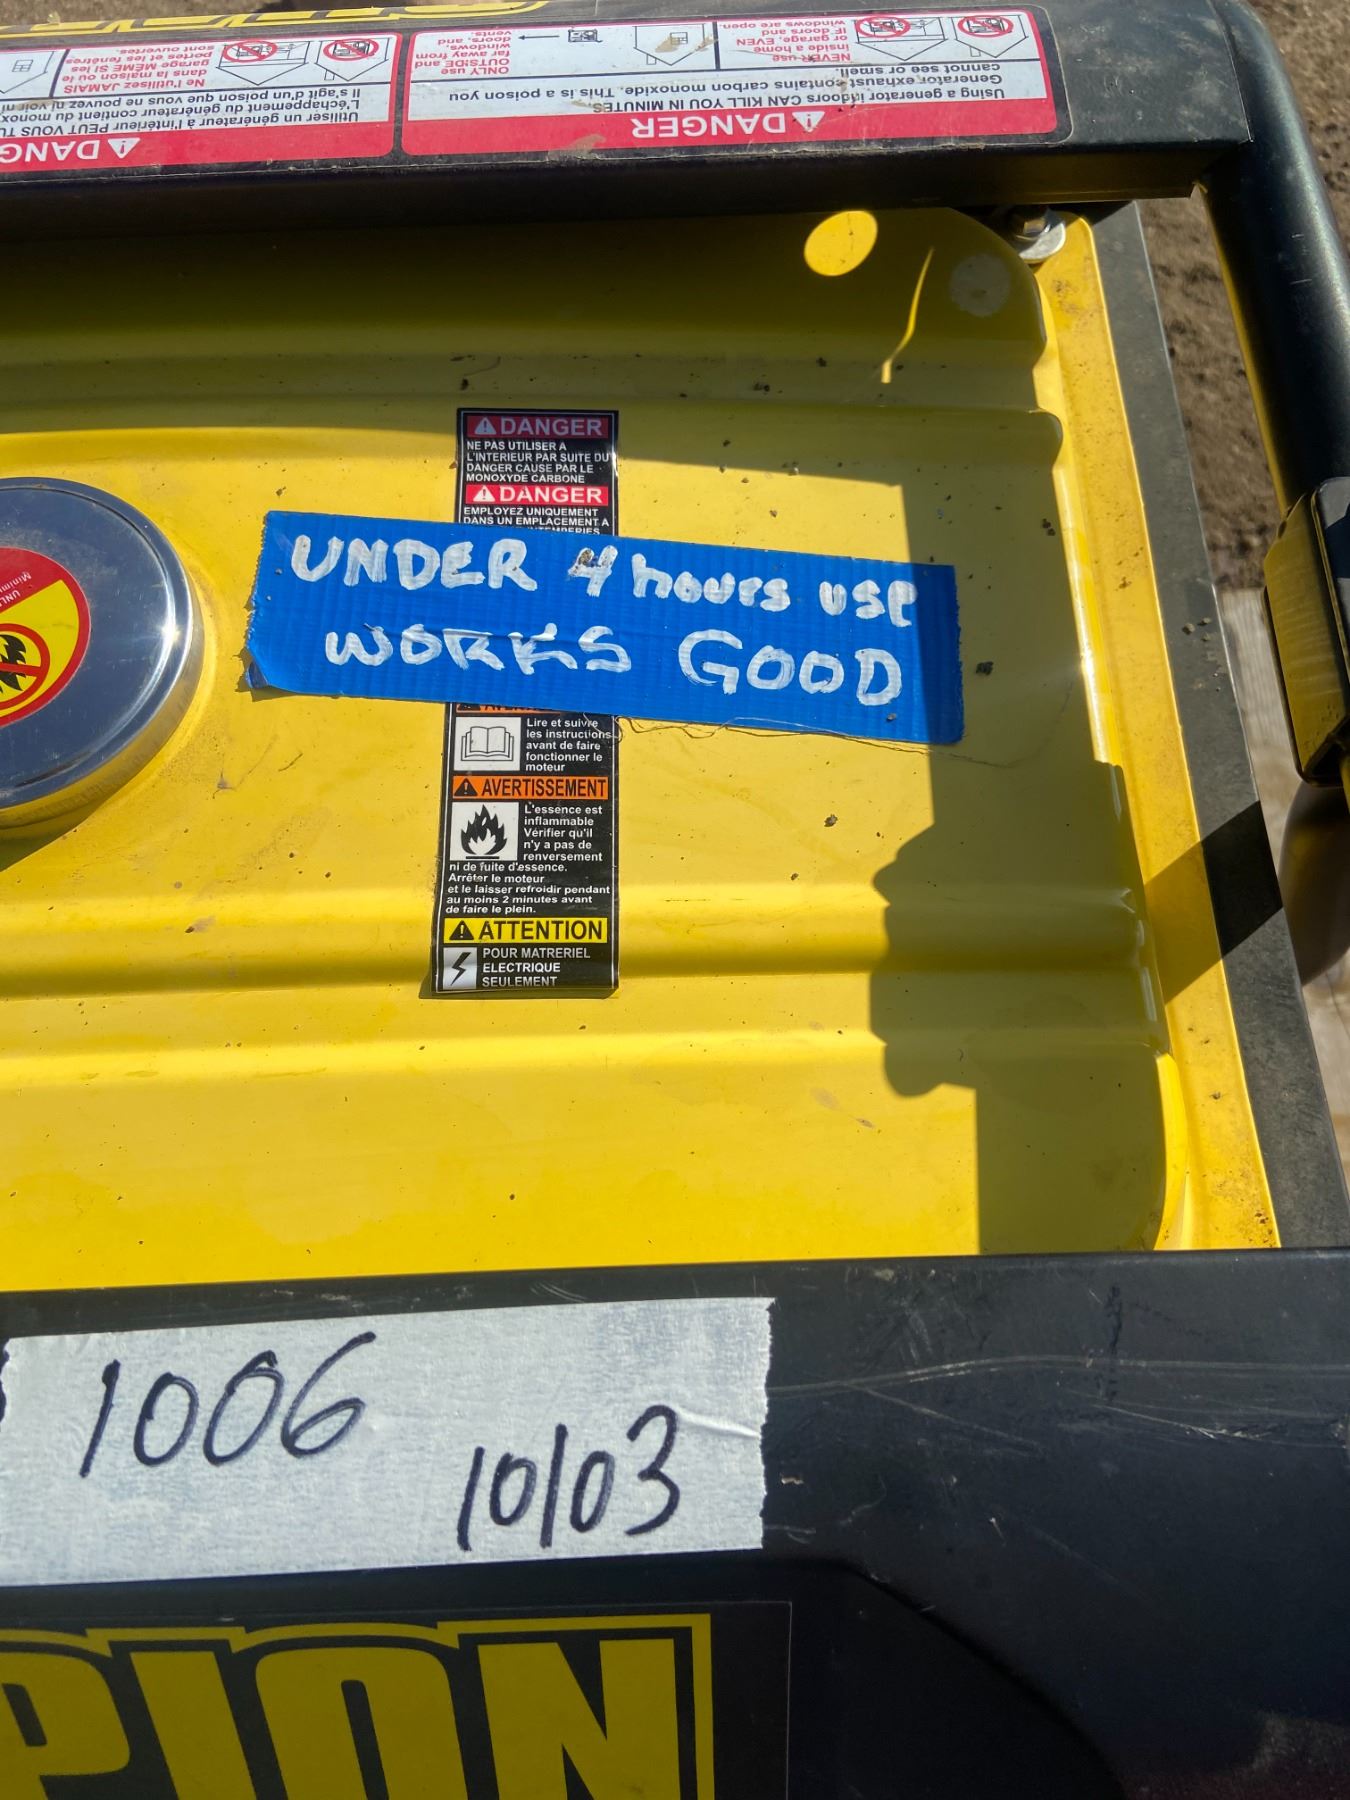 DANGER
Using a generator indoors CAN KILL YOU IN MINUTES.
Generator exhaust contains carbon monoxide. This is a poison you
cannot see or smell.
NEVER use
inside a home
or garage, EVEN
IF doors and
windows are open.
ONLY use
OUTSIDE and
far away from
windows,
doors, and
vents.
DANG
Utiliser un générateur à l'intérieur PEUT VOUS TU
L'échappement du générateur contient du monox
Il s'agit d'un poison que vous ne pouvez ni voir ni
Ne l'utilisez JAMAIS
dans la maison ou le
garage MÊME SI les
portes et les fenêtres
sont ouvertes.
DANGER
NE PAS UTILISER A
L'INTERIEUR PAR SUITE DU
DANGER CAUSE PAR LE
MONOXYDE CARBONE
DANGER
EMPLOYEZ UNIQUEMENT
DANS UN EMPLACEMENT A
UNDER 4 hours use
WORKS GOOD
Lire et suivre
les instructions
avant de faire
fonctionner le
moteur
AVERTISSEMENT
L'essence est
inflammable
Vérifier qu'il
n'y a pas de
renversement
ni de fuite d'essence.
Arrêter le moteur
et le laisser refroidir pendant
au moins 2 minutes avant
de faire le plein.
ATTENTION
POUR MATRERIEL
ELECTRIQUE
SEULEMENT
1006
10/03
PION